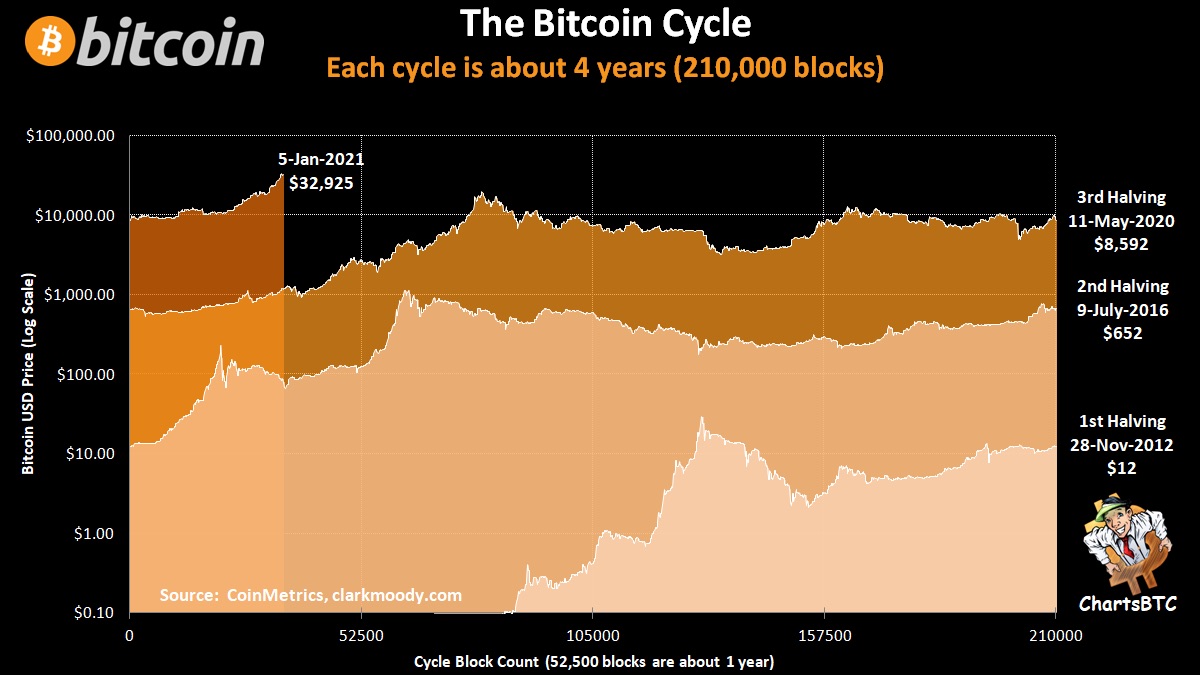 bitcoin
The Bitcoin Cycle
Each cycle is about 4 years (210,000 blocks)
Bitcoin USD Price (Log Scale)
$100,000.00
$10,000.00
$1,000.00
$100.00
$10.00
$1.00
$0.10
5-Jan-2021
$32,925
3rd Halving
11-May-2020
$8,592
2nd Halving
9-July-2016
$652
1st Halving
28-Nov-2012
$12
Source: CoinMetrics, clarkmoody.com
ChartsBTC
0
52500
105000
157500
210000
Cycle Block Count (52,500 blocks are about 1 year)